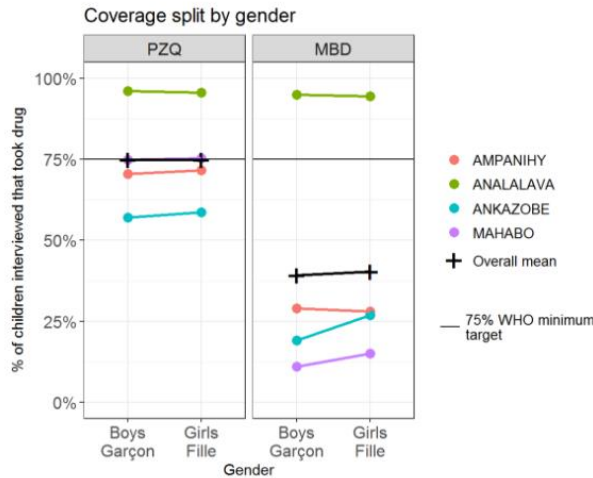 Coverage split by gender
PZQ
MBD
% of children interviewed that took drug
100%
75%
50%
25%
0%
Boys
Garçon
Girls
Fille
Boys
Garçon
Girls
Fille
Gender
AMPANIHY
ANALALAVA
ANKAZOBE
MAHABO
Overall mean
75% WHO minimum
target